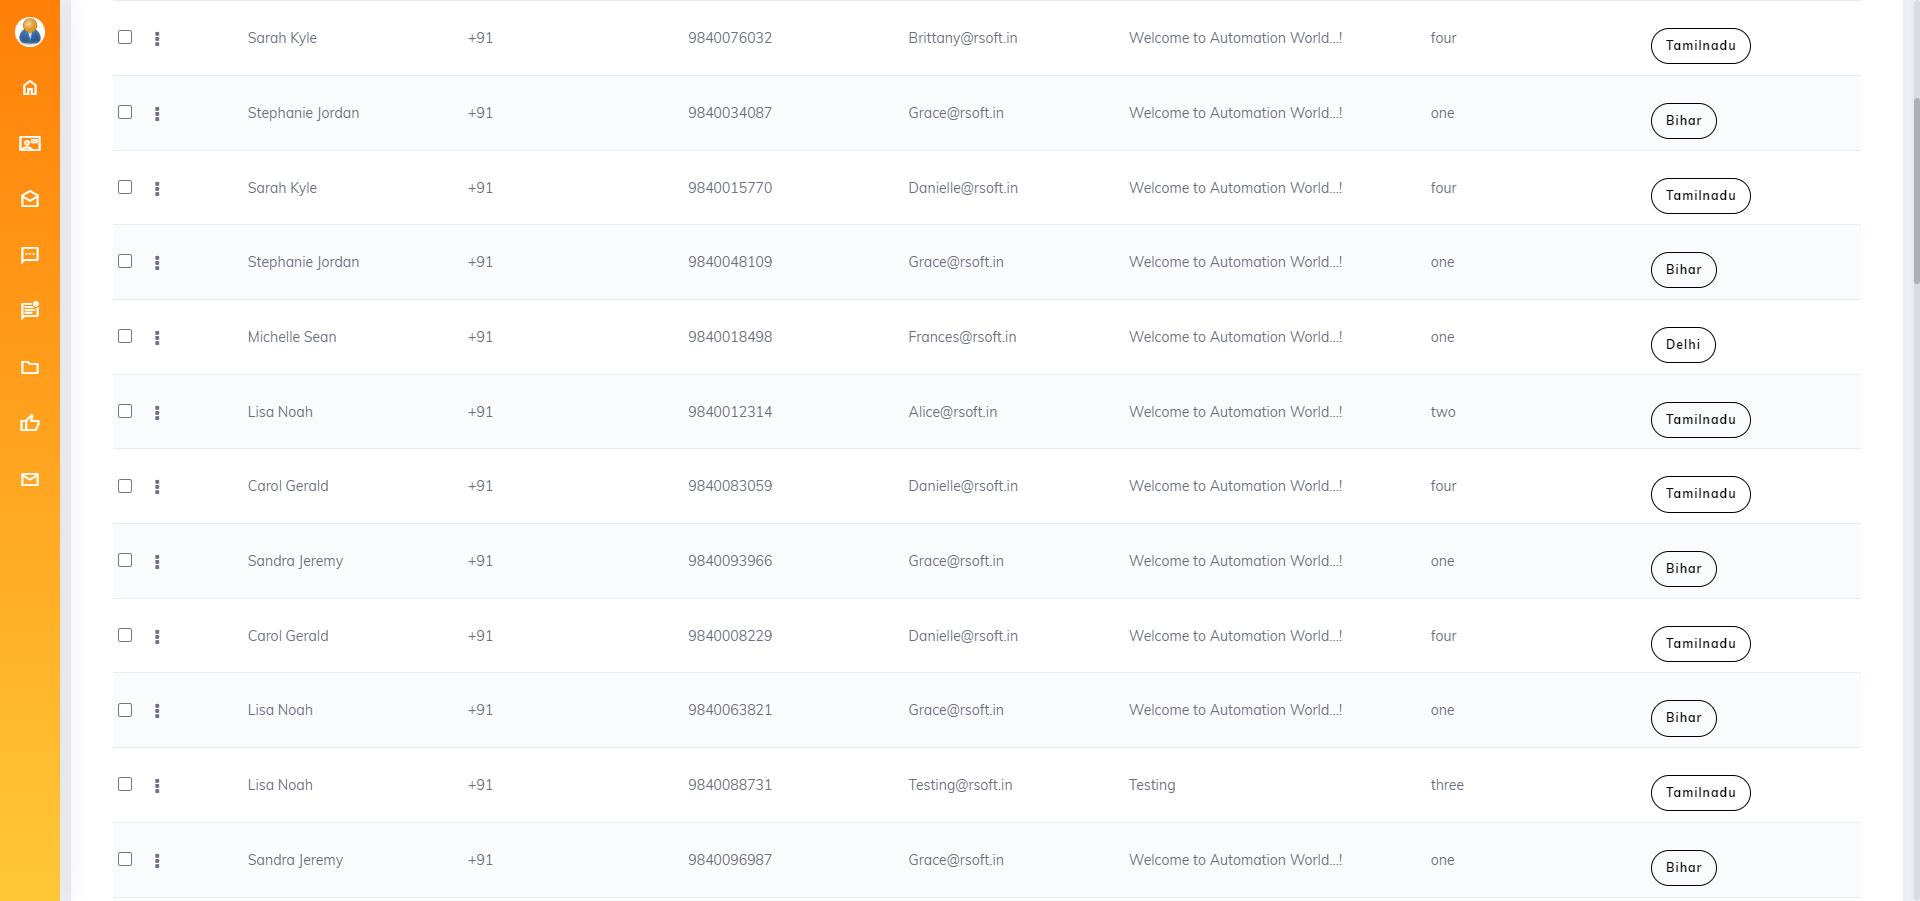 Sarah Kyle +91 9840076032 Brittany@rsoft.in Welcome to Automation World...! four Tamilnadu
Stephanie Jordan +91 9840034087 Grace@rsoft.in Welcome to Automation World...! one Bihar
Sarah Kyle +91 9840015770 Danielle@rsoft.in Welcome to Automation World...! four Tamilnadu
Stephanie Jordan +91 9840048109 Grace@rsoft.in Welcome to Automation World...! one Bihar
Michelle Sean +91 9840018498 Frances@rsoft.in Welcome to Automation World...! one Delhi
Lisa Noah +91 9840012314 Alice@rsoft.in Welcome to Automation World...! two Tamilnadu
Carol Gerald +91 9840083059 Danielle@rsoft.in Welcome to Automation World...! four Tamilnadu
Sandra Jeremy +91 9840093966 Grace@rsoft.in Welcome to Automation World...! one Bihar
Carol Gerald +91 9840008229 Danielle@rsoft.in Welcome to Automation World...! four Tamilnadu
Lisa Noah +91 9840063821 Grace@rsoft.in Welcome to Automation World...! one Bihar
Lisa Noah +91 9840088731 Testing@rsoft.in Testing three Tamilnadu
Sandra Jeremy +91 9840096987 Grace@rsoft.in Welcome to Automation World...! one Bihar